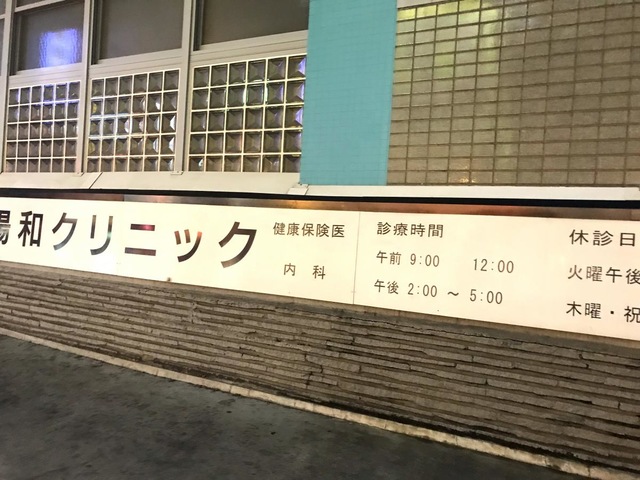 陽和クリニック
健康保険医
内科
診療時間
午前 9:00 12:00
午後 2:00 ～ 5:00
休診日
火曜午後
木曜・祝